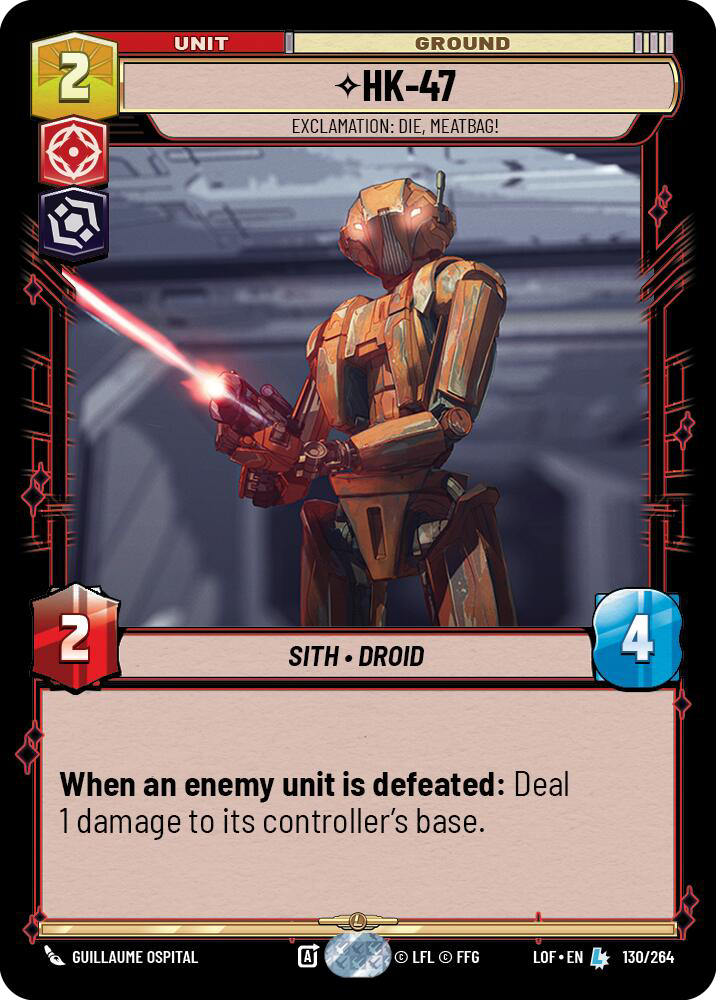 UNIT
GROUND
2
✧HK-47
EXCLAMATION: DIE, MEATBAG!
2
SITH • DROID
4
When an enemy unit is defeated: Deal
1 damage to its controller's base.
GUILLAUME OSPITAL
A
© LFL © FFG
LOF • EN
L
130/264